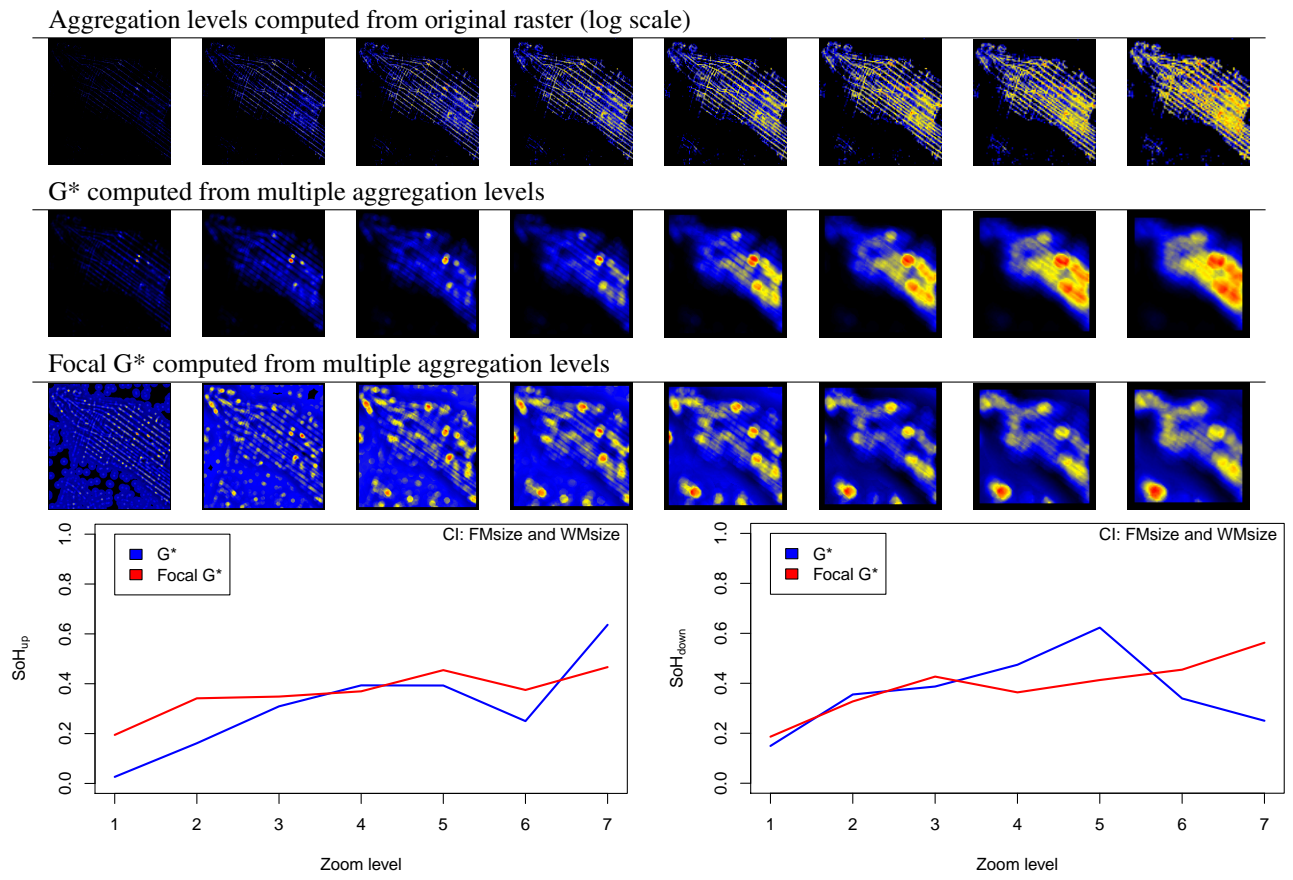 Aggregation levels computed from original raster (log scale)
G* computed from multiple aggregation levels
Focal G* computed from multiple aggregation levels
CI: FMsize and WMsize
G*
Focal G*
SoHup
0.0 0.2 0.4 0.6 0.8 1.0
1 2 3 4 5 6 7
Zoom level
CI: FMsize and WMsize
G*
Focal G*
SoHdown
0.0 0.2 0.4 0.6 0.8 1.0
1 2 3 4 5 6 7
Zoom level